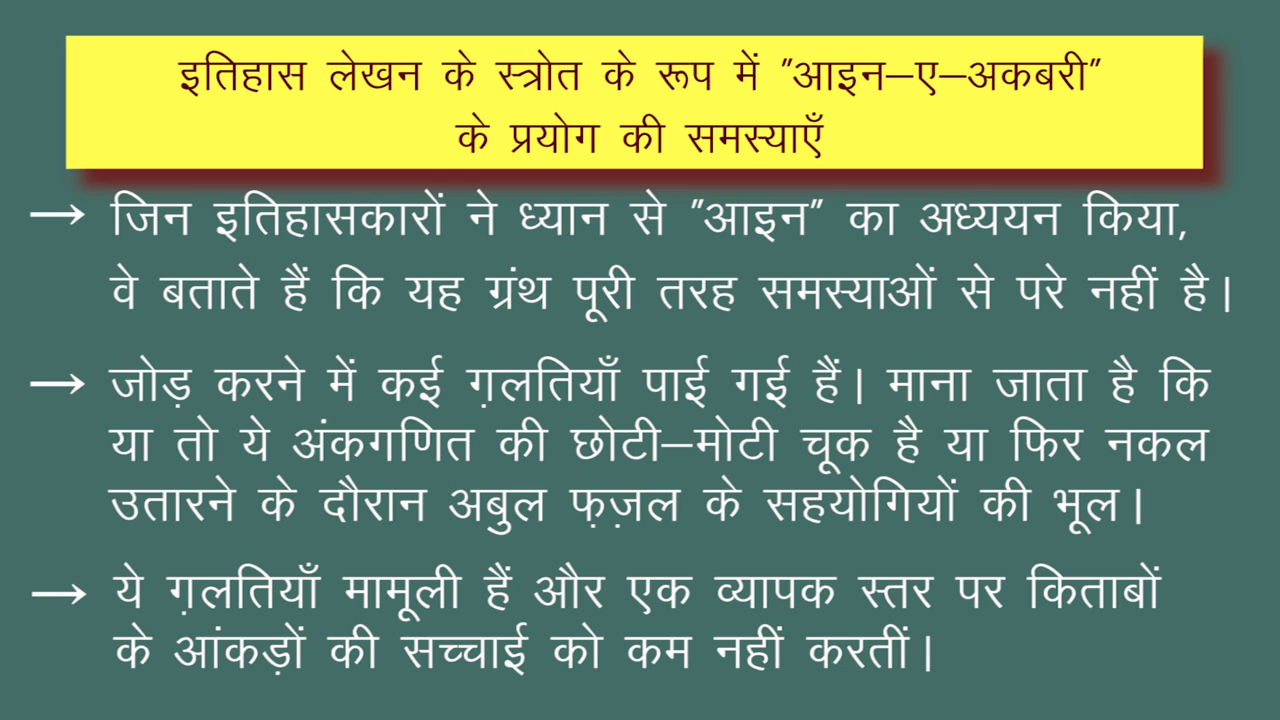 इतिहास लेखन के स्त्रोत के रूप में "आइन–ए–अकबरी"
के प्रयोग की समस्याएँ
→ जिन इतिहासकारों ने ध्यान से "आइन" का अध्ययन किया,
वे बताते हैं कि यह ग्रंथ पूरी तरह समस्याओं से परे नहीं है।
→ जोड़ करने में कई ग़लतियाँ पाई गई हैं। माना जाता है कि
या तो ये अंकगणित की छोटी–मोटी चूक है या फिर नकल
उतारने के दौरान अबुल फ़ज़ल के सहयोगियों की भूल।
→ ये ग़लतियाँ मामूली हैं और एक व्यापक स्तर पर किताबों
के आंकड़ों की सच्चाई को कम नहीं करतीं।